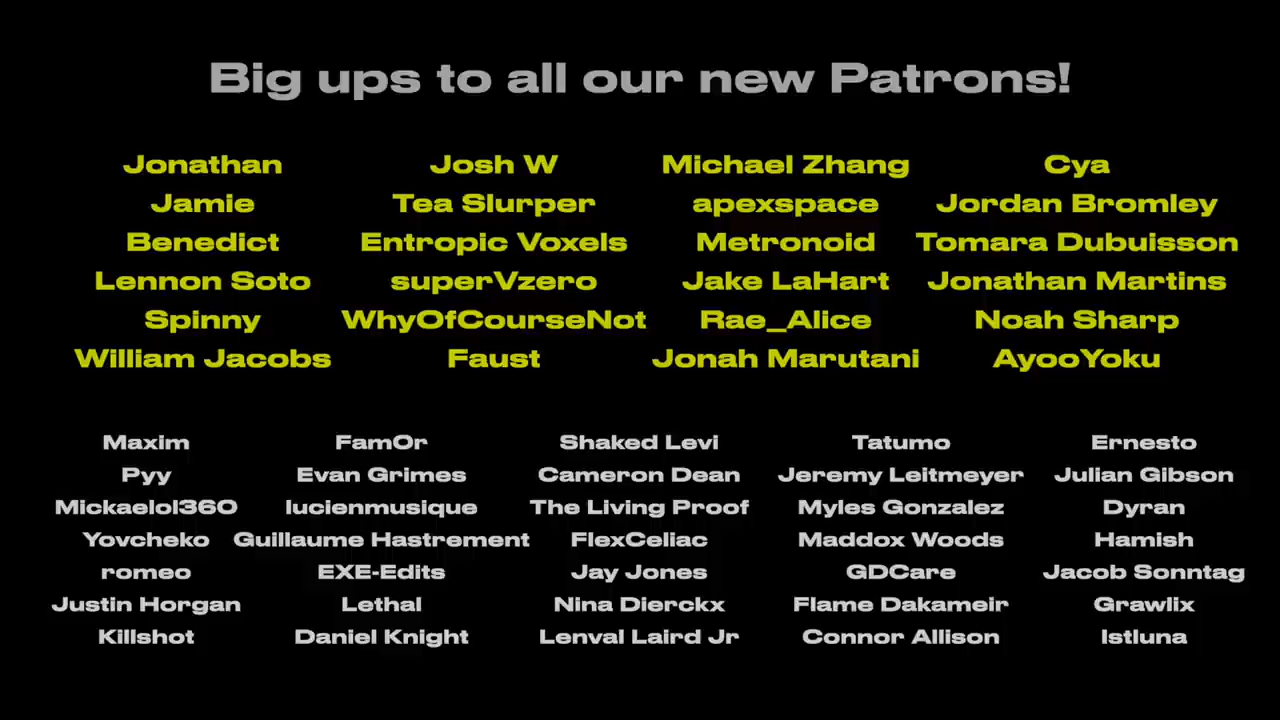 Big ups to all our new Patrons!
Jonathan Josh W Michael Zhang Cya
Jamie Tea Slurper apexspace Jordan Bromley
Benedict Entropic Voxels Metronoid Tomara Dubuisson
Lennon Soto superVzero Jake LaHart Jonathan Martins
Spinny WhyOfCourseNot Rae_Alice Noah Sharp
William Jacobs Faust Jonah Marutani AyooYoku
Maxim FamOr Shaked Levi Tatumo Ernesto
Pyy Evan Grimes Cameron Dean Jeremy Leitmeyer Julian Gibson
Mickaelol360 lucienmusique The Living Proof Myles Gonzalez Dyran
Yovcheko Guillaume Hastrement FlexCeliac Maddox Woods Hamish
romeo EXE-Edits Jay Jones GDCare Jacob Sonntag
Justin Horgan Lethal Nina Dierckx Flame Dakameir Grawlix
Killshot Daniel Knight Lenval Laird Jr Connor Allison Istluna